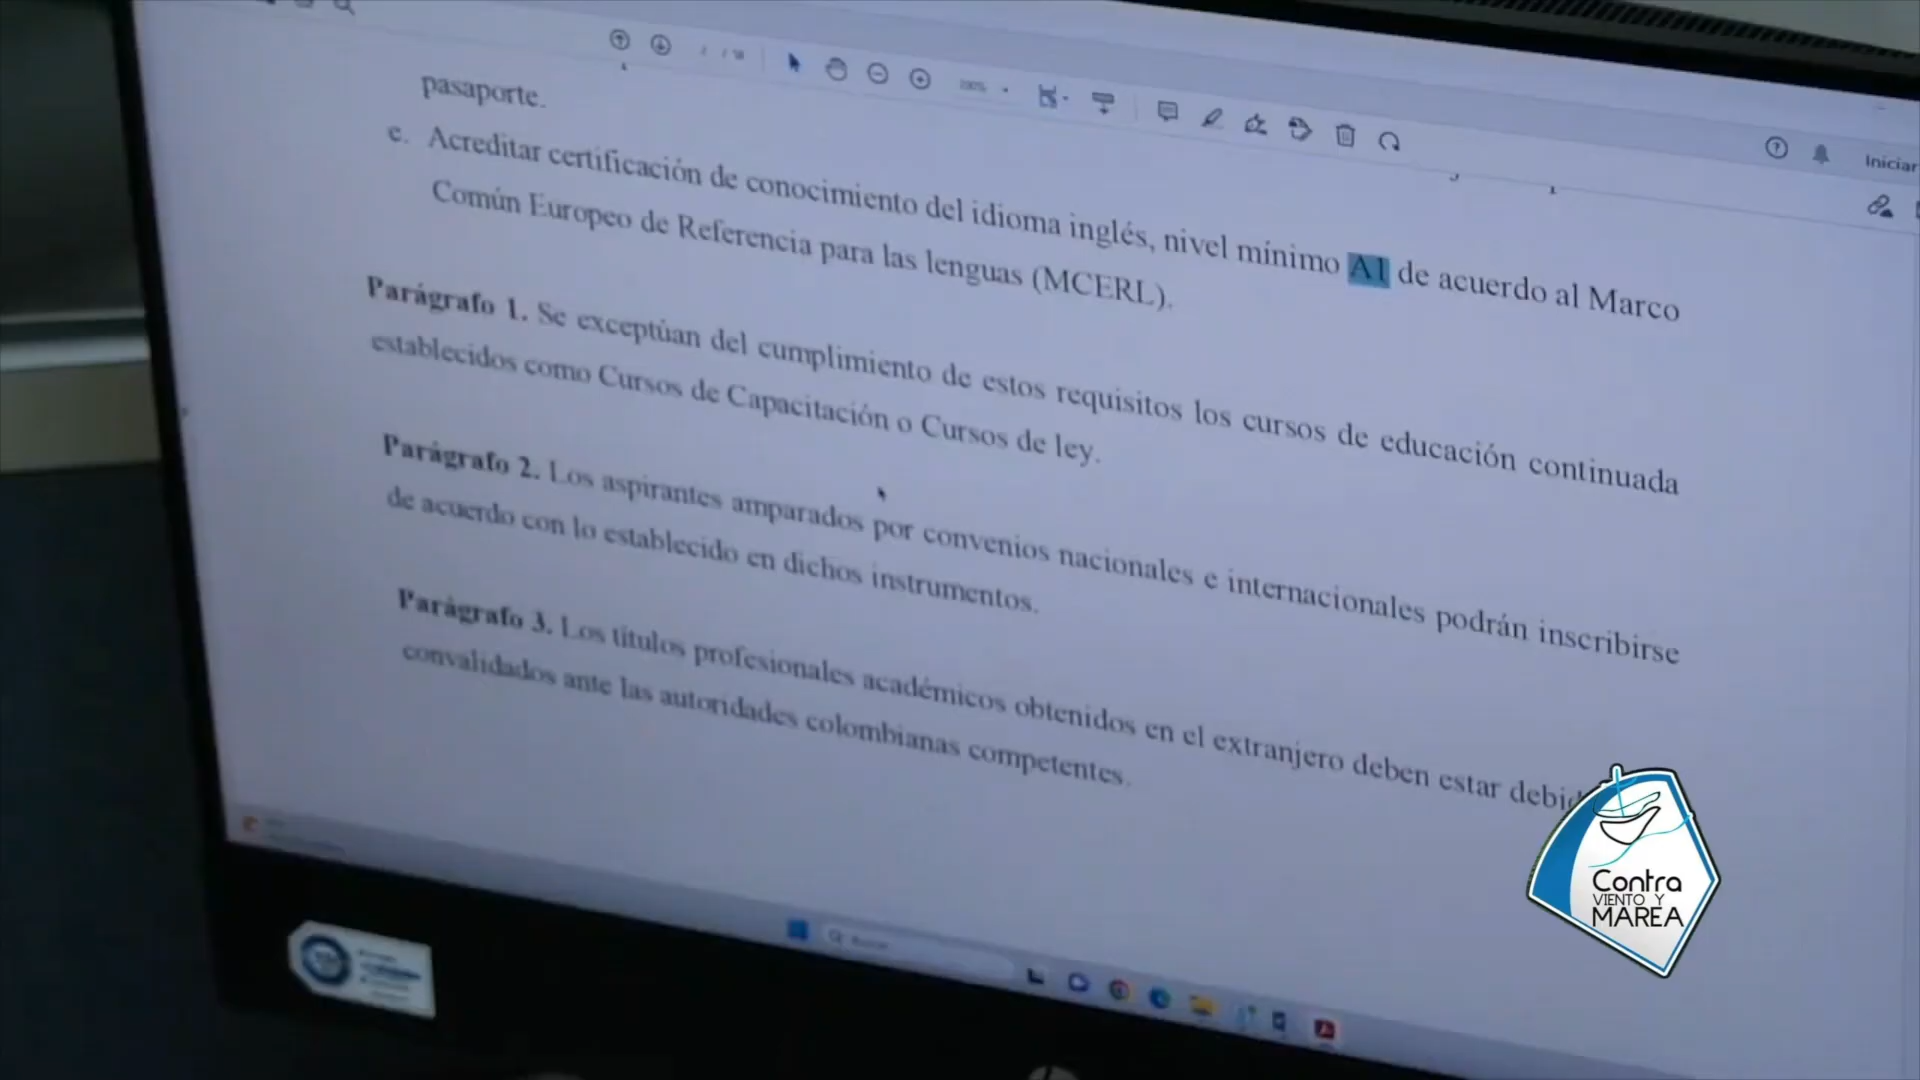 Iniciar
pasaporte.
e. Acreditar certificación de conocimiento del idioma inglés, nivel mínimo A1 de acuerdo al Marco
Común Europeo de Referencia para las lenguas (MCERL).
Parágrafo 1. Se exceptúan del cumplimiento de estos requisitos los cursos de educación continuada
establecidos como Cursos de Capacitación o Cursos de ley.
Parágrafo 2. Los aspirantes amparados por convenios nacionales e internacionales podrán inscribirse
de acuerdo con lo establecido en dichos instrumentos.
Parágrafo 3. Los títulos profesionales académicos obtenidos en el extranjero deben estar
convalidados ante las autoridades colombianas competentes.
Contra
VIENTO Y
MAREA